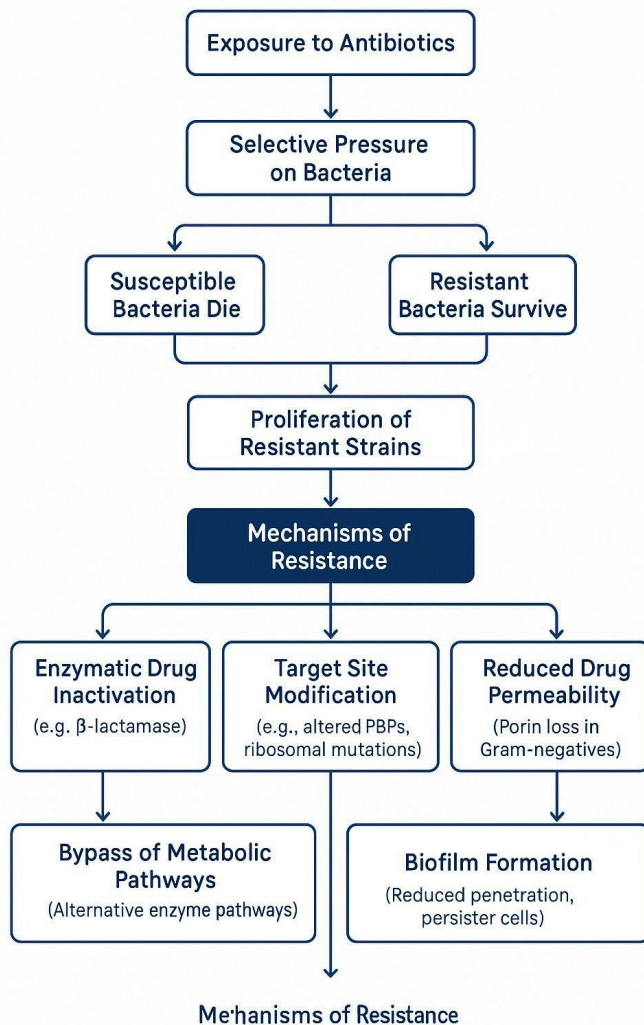 Exposure to Antibiotics
Selective Pressure
on Bacteria
Susceptible
Bacteria Die
Resistant
Bacteria Survive
Proliferation of
Resistant Strains
Mechanisms of
Resistance
Enzymatic Drug
Inactivation
(e.g. β-lactamase)
Target Site
Modification
(e.g., altered PBPs,
ribosomal mutations)
Reduced Drug
Permeability
(Porin loss in
Gram-negatives)
Bypass of Metabolic
Pathways
(Alternative enzyme pathways)
Biofilm Formation
(Reduced penetration,
persister cells)
of Resistance